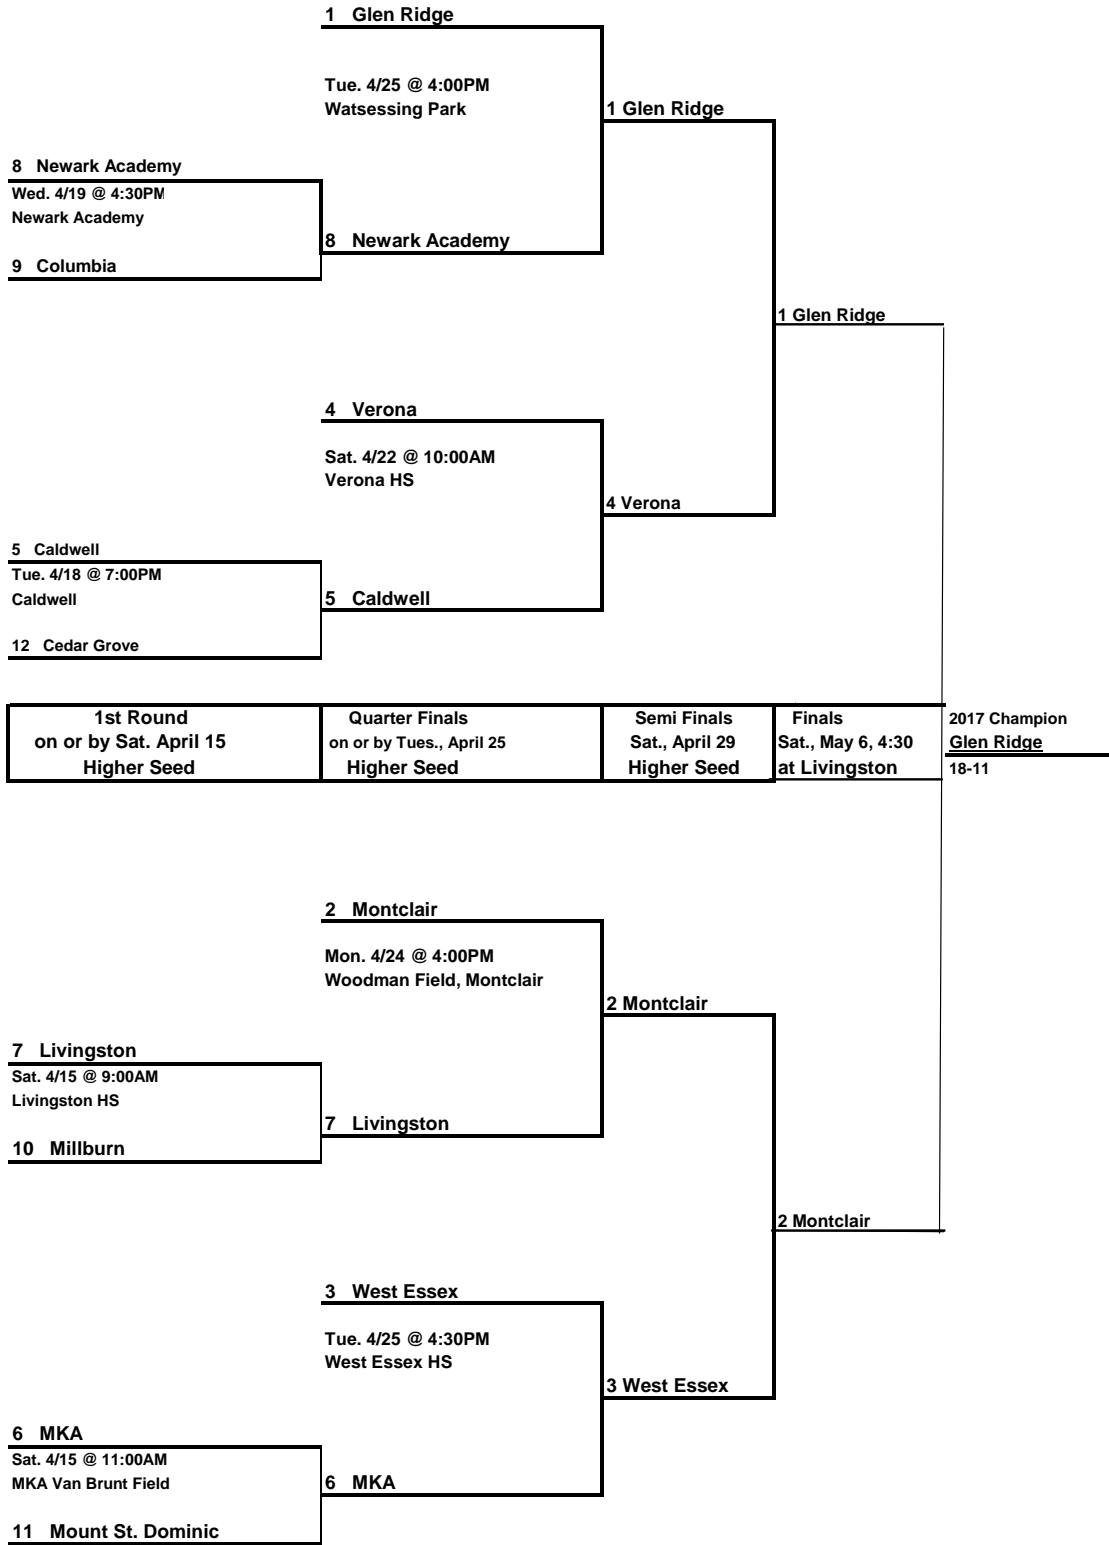 1 Glen Ridge
Tue. 4/25 @ 4:00PM
Watsessing Park
1 Glen Ridge
8 Newark Academy
Wed. 4/19 @ 4:30PM
Newark Academy
8 Newark Academy
9 Columbia
1 Glen Ridge
4 Verona
Sat. 4/22 @ 10:00AM
Verona HS
4 Verona
5 Caldwell
Tue. 4/18 @ 7:00PM
Caldwell
5 Caldwell
12 Cedar Grove
1st Round
on or by Sat. April 15
Higher Seed
Quarter Finals
on or by Tues., April 25
Higher Seed
Semi Finals
Sat., April 29
Higher Seed
Finals
Sat., May 6, 4:30
at Livingston
2017 Champion
Glen Ridge
18-11
2 Montclair
Mon. 4/24 @ 4:00PM
Woodman Field, Montclair
2 Montclair
7 Livingston
Sat. 4/15 @ 9:00AM
Livingston HS
7 Livingston
10 Millburn
2 Montclair
3 West Essex
Tue. 4/25 @ 4:30PM
West Essex HS
3 West Essex
6 MKA
Sat. 4/15 @ 11:00AM
MKA Van Brunt Field
6 MKA
11 Mount St. Dominic